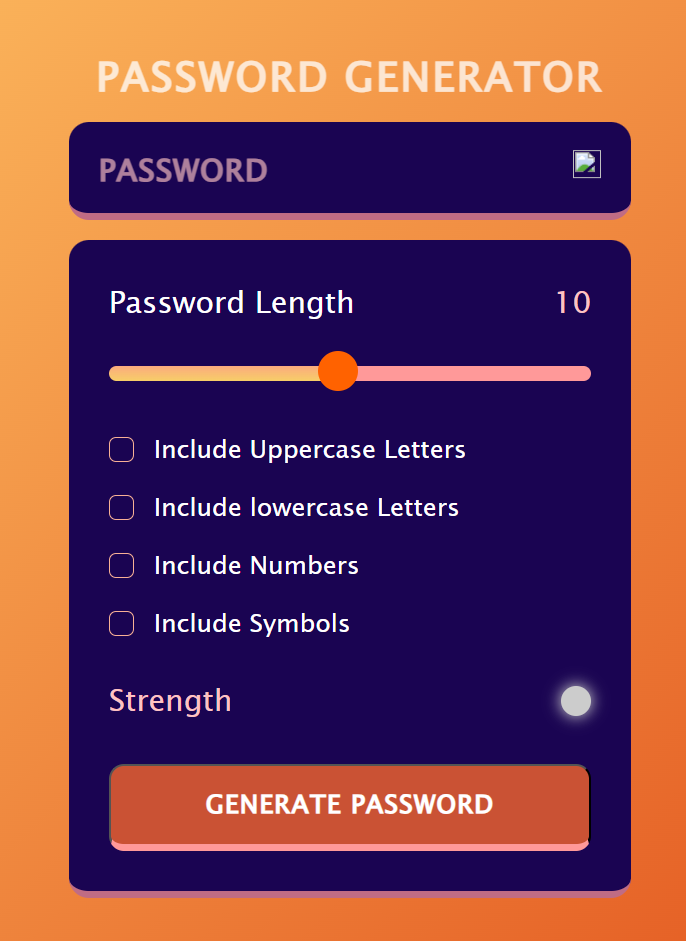 PASSWORD GENERATOR
PASSWORD
Password Length 10
Include Uppercase Letters
Include lowercase Letters
Include Numbers
Include Symbols
Strength
GENERATE PASSWORD